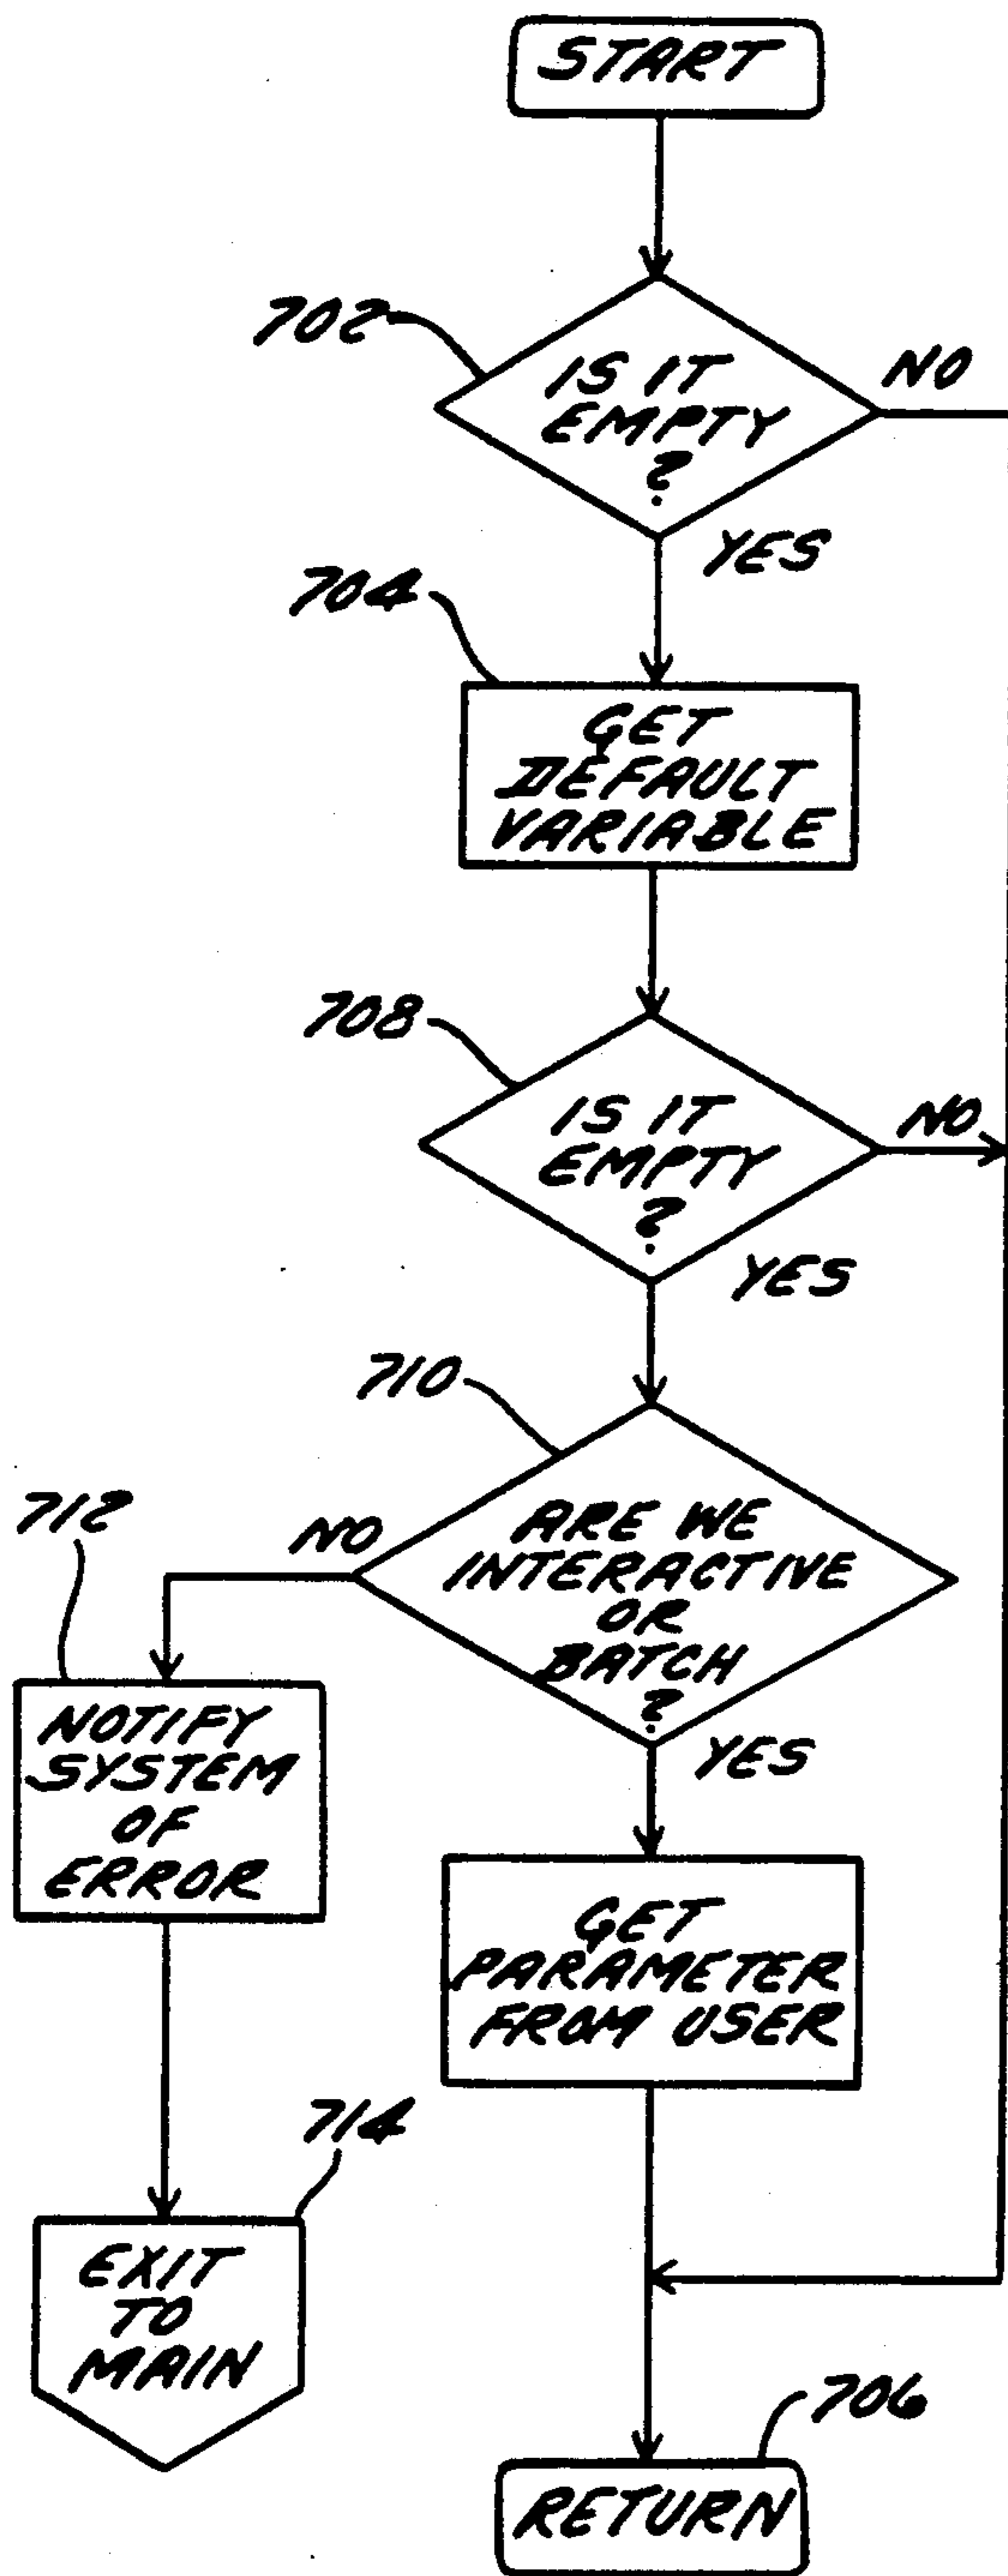 START
702
IS IT
EMPTY
?
NO
YES
704
GET
DEFAULT
VARIABLE
708
IS IT
EMPTY
?
NO
YES
710
ARE WE
INTERACTIVE
OR
BATCH
?
NO
YES
712
NOTIFY
SYSTEM
OF
ERROR
GET
PARAMETER
FROM USER
714
EXIT
TO
MAIN
706
RETURN